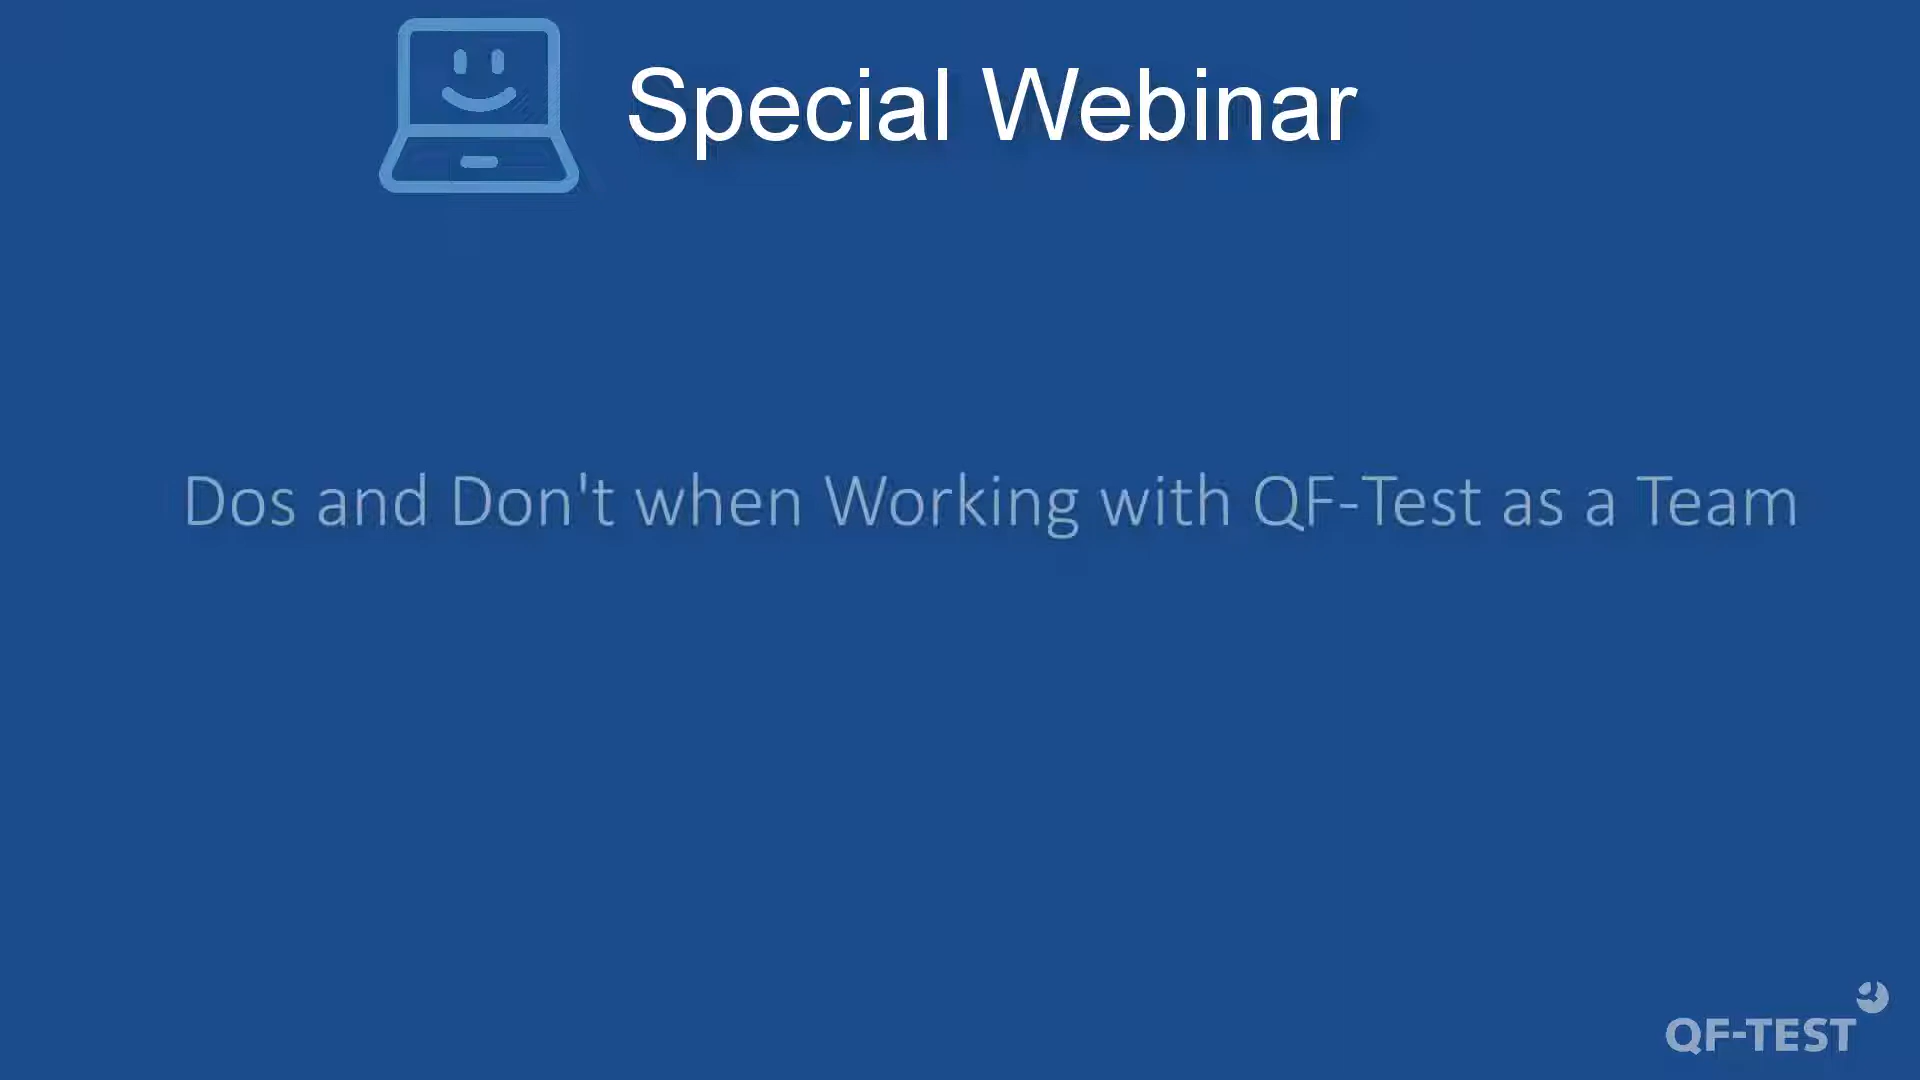 Special Webinar
Dos and Don't when Working with QF-Test as a Team
QF-TEST